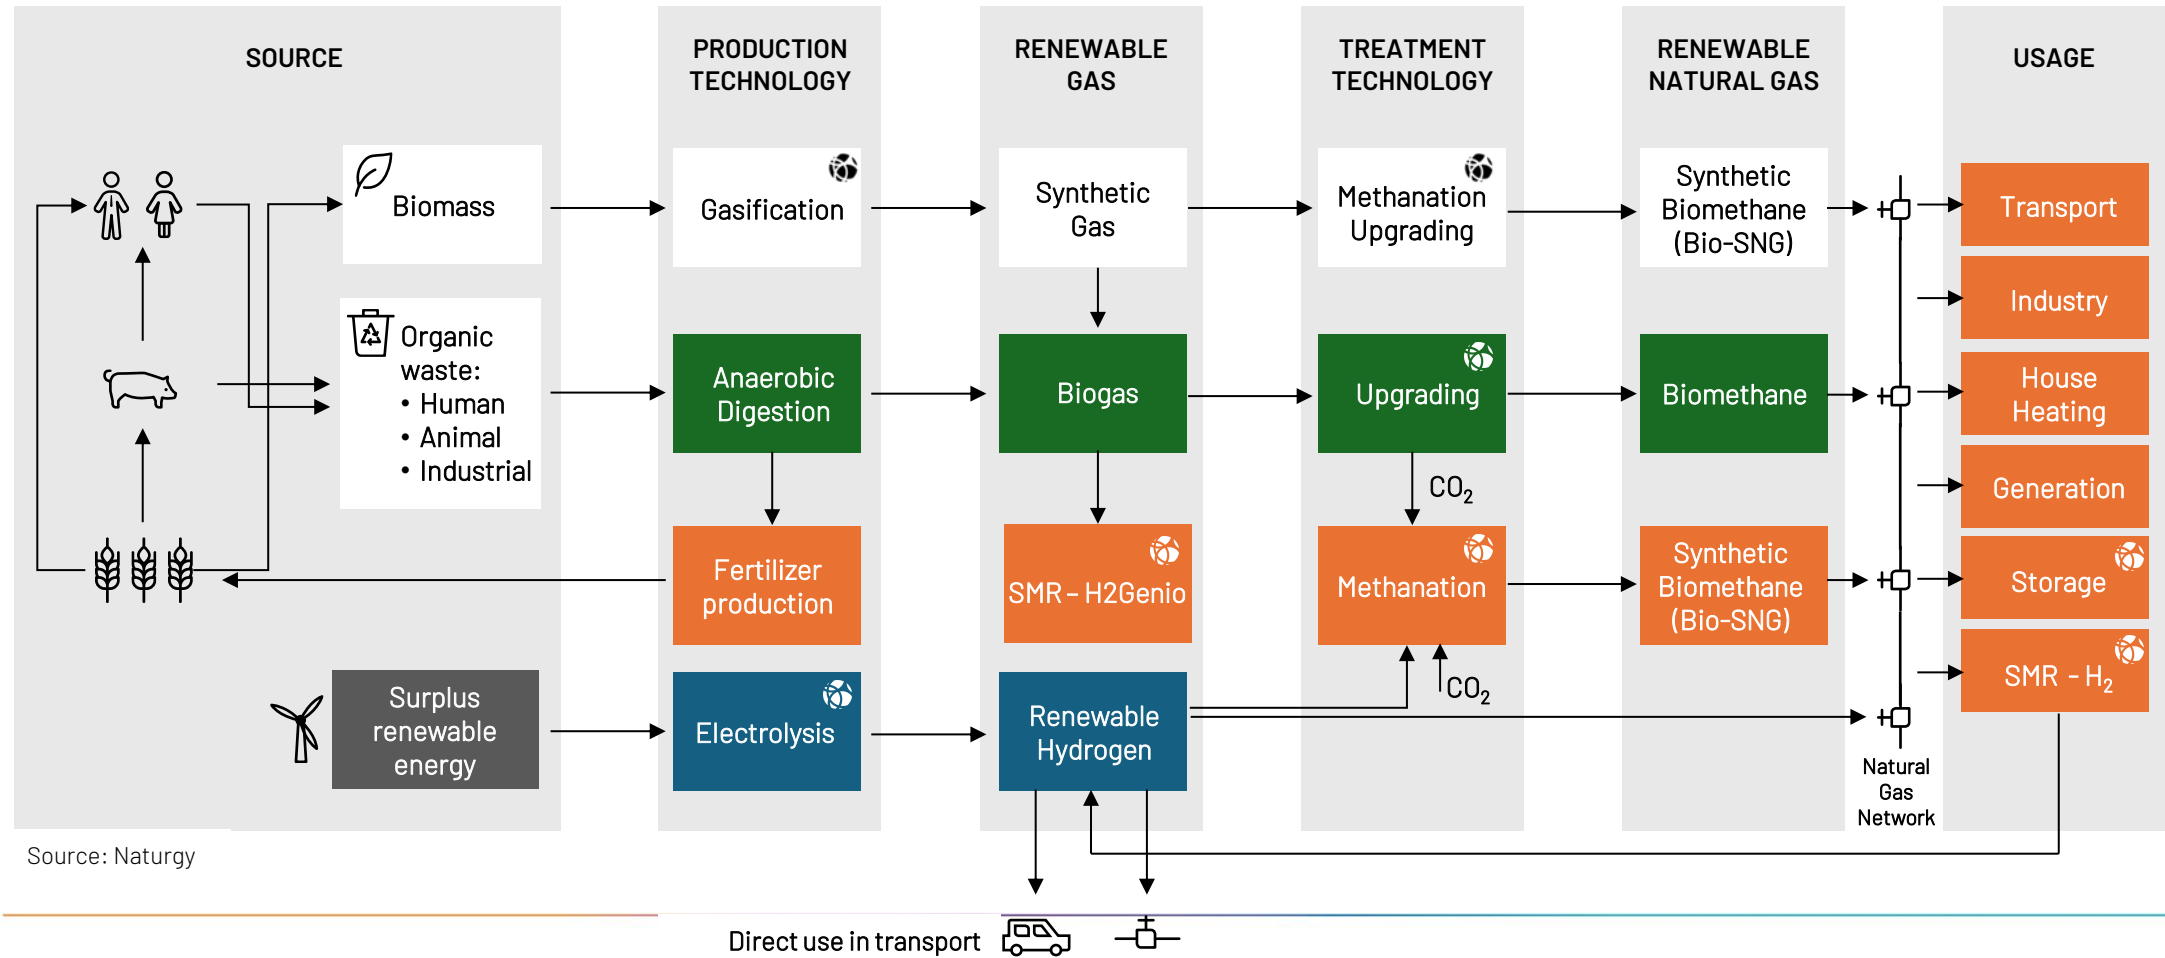 SOURCE
PRODUCTION
TECHNOLOGY
RENEWABLE
GAS
TREATMENT
TECHNOLOGY
RENEWABLE
NATURAL GAS
USAGE
Biomass
Gasification
Synthetic
Gas
Methanation
Upgrading
Synthetic
Biomethane
(Bio-SNG)
Transport
Industry
Organic
waste:
• Human
• Animal
• Industrial
Anaerobic
Digestion
Biogas
Upgrading
Biomethane
House
Heating
Generation
CO₂
Fertilizer
production
SMR – H2Genio
Methanation
Synthetic
Biomethane
(Bio-SNG)
Storage
SMR - H₂
CO₂
Surplus
renewable
energy
Electrolysis
Renewable
Hydrogen
Natural
Gas
Network
Source: Naturgy
Direct use in transport